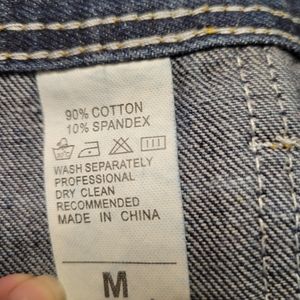 90% COTTON
10% SPANDEX
WASH SEPARATELY
PROFESSIONAL
DRY CLEAN
RECOMMENDED
MADE IN CHINA
M